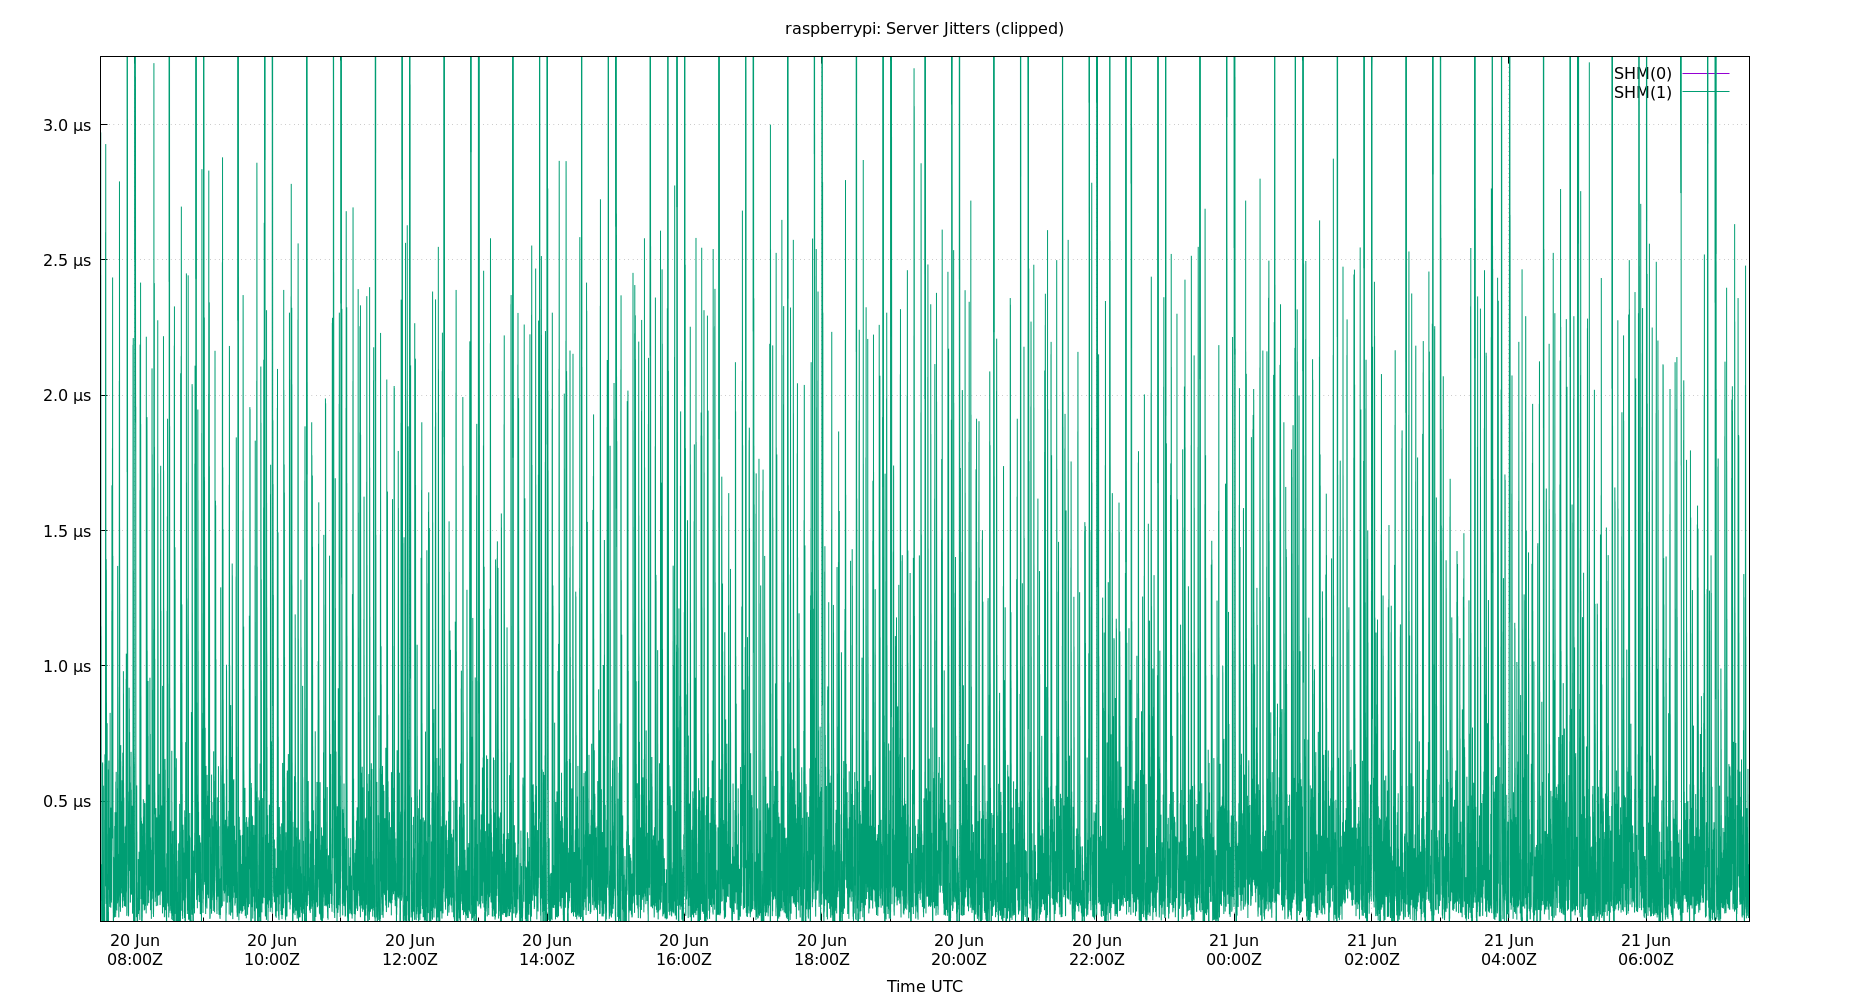 raspberrypi: Server Jitters (clipped)
SHM(0)
SHM(1)
3.0 µs
2.5 µs
2.0 µs
1.5 µs
1.0 µs
0.5 µs
20 Jun 20 Jun 20 Jun 20 Jun 20 Jun 20 Jun 20 Jun 20 Jun 21 Jun 21 Jun 21 Jun 21 Jun
08:00Z 10:00Z 12:00Z 14:00Z 16:00Z 18:00Z 20:00Z 22:00Z 00:00Z 02:00Z 04:00Z 06:00Z
Time UTC